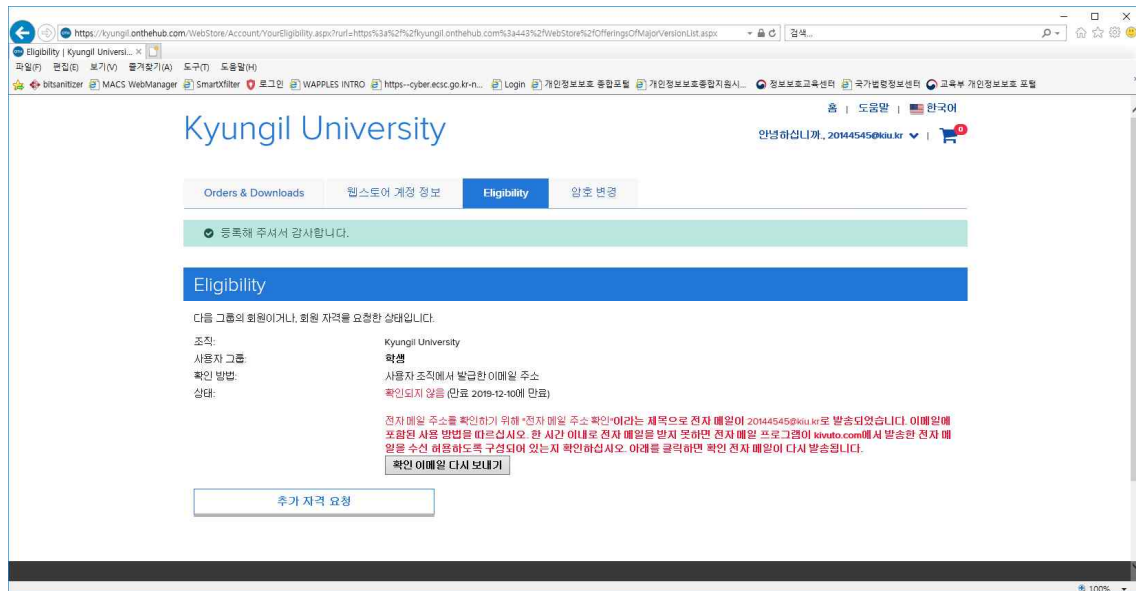 https://kyungil.onthehub.com/WebStore/Account/YourEligibility.aspx?rurl=https%3a%2f%2fkyungil.onthehub.com%3a443%2fWebStore%2fOfferingsOfMajorVersionList.aspx 검색...
Eligibility | Kyungil Universi...
파일(F) 편집(E) 보기(V) 즐겨찾기(A) 도구(T) 도움말(H)
bitsanitizer MACS WebManager SmartXfilter 로그인 WAPPLES INTRO https--cyber.ecsc.go.kr-n... Login 개인정보보호 종합포털 개인정보보호종합지원시... 정보보호교육센터 국가법령정보센터 교육부 개인정보보호 포털
홈 | 도움말 | 한국어
Kyungil University
안녕하십니까., 20144545@kiu.kr | 0
Orders & Downloads 웹스토어 계정 정보 Eligibility 암호 변경
등록해 주셔서 감사합니다.
Eligibility
다음 그룹의 회원이거나, 회원 자격을 요청한 상태입니다.
조직: Kyungil University
사용자 그룹: 학생
확인 방법: 사용자 조직에서 발급한 이메일 주소
상태: 확인되지 않음 (만료 2019-12-10에 만료)
전자 메일 주소를 확인하기 위해 "전자 메일 주소 확인"이라는 제목으로 전자 메일이 20144545@kiu.kr로 발송되었습니다. 이 메일에
포함된 사용 방법을 따르십시오. 한 시간 이내로 전자 메일을 받지 못하면 전자 메일 프로그램이 kivuto.com에서 발송한 전자 메
일을 수신 허용하도록 구성되어 있는지 확인하십시오. 아래를 클릭하면 확인 전자 메일이 다시 발송됩니다.
확인 이메일 다시 보내기
추가 자격 요청
100%